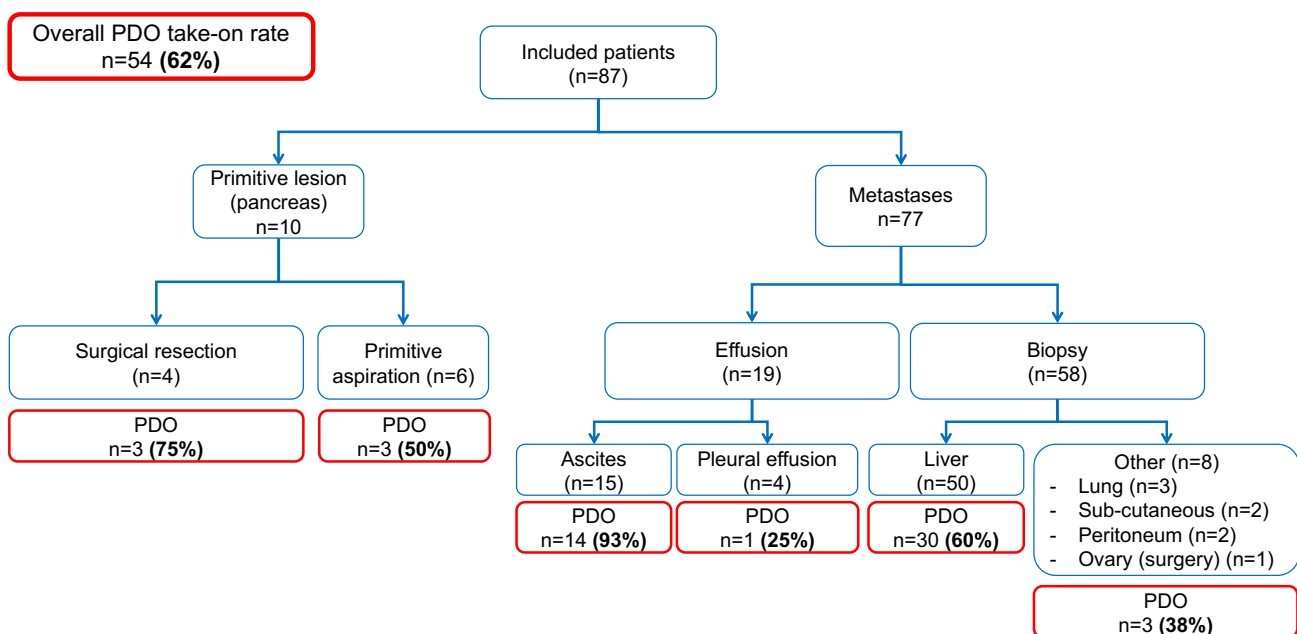 Overall PDO take-on rate
n=54 (62%)
Included patients
(n=87)
Primitive lesion
(pancreas)
n=10
Metastases
n=77
Surgical resection
(n=4)
Primitive
aspiration (n=6)
Effusion
(n=19)
Biopsy
(n=58)
PDO
n=3 (75%)
PDO
n=3 (50%)
Ascites
(n=15)
Pleural effusion
(n=4)
Liver
(n=50)
Other (n=8)
- Lung (n=3)
- Sub-cutaneous (n=2)
- Peritoneum (n=2)
- Ovary (surgery) (n=1)
PDO
n=14 (93%)
PDO
n=1 (25%)
PDO
n=30 (60%)
PDO
n=3 (38%)